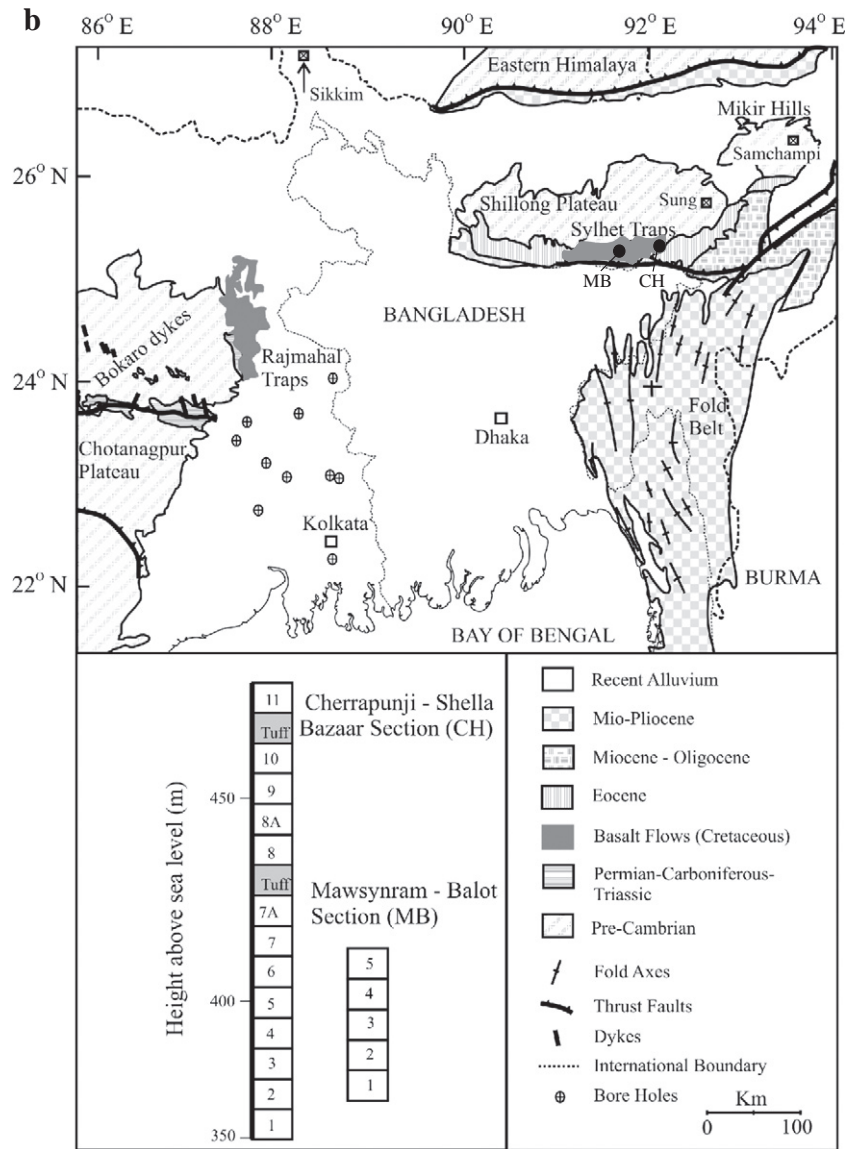 b
86° E
88° E
90° E
92° E
94° E
26° N
24° N
22° N
Eastern Himalaya
Sikkim
Mikir Hills
Samchampi
Shillong Plateau
Sung
Sylhet Traps
MB
CH
BANGLADESH
Bokaro dykes
Rajmahal
Traps
Fold
Belt
Dhaka
Chotanagpur
Plateau
Kolkata
BURMA
BAY OF BENGAL
Cherrapunji - Shella
Bazaar Section (CH)
11
Tuff
10
9
8A
8
Tuff
7A
7
6
5
4
3
2
1
Height above sea level (m)
450
400
350
Mawsynram - Balot
Section (MB)
5
4
3
2
1
Recent Alluvium
Mio-Pliocene
Miocene - Oligocene
Eocene
Basalt Flows (Cretaceous)
Permian-Carboniferous-
Triassic
Pre-Cambrian
Fold Axes
Thrust Faults
Dykes
International Boundary
Bore Holes
Km
0 100